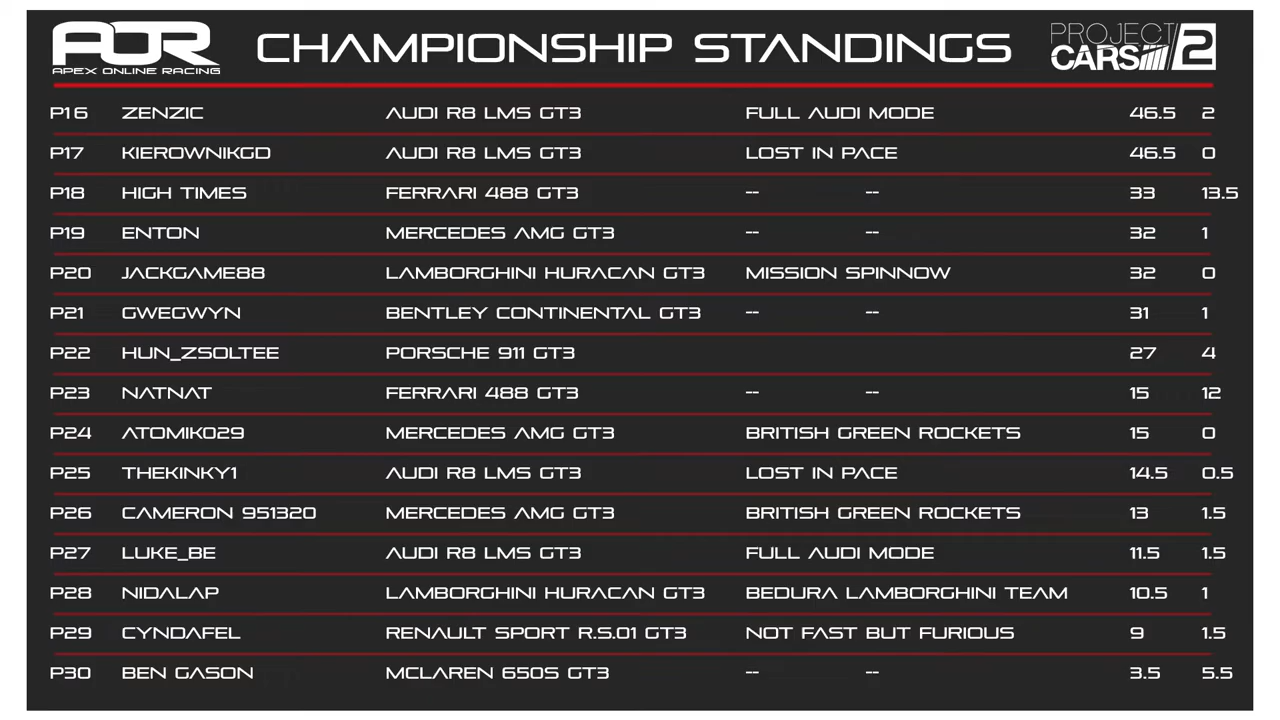 AOR
APEX ONLINE RACING
CHAMPIONSHIP STANDINGS
PROJECT CARS 2
P16 ZENZIC AUDI R8 LMS GT3 FULL AUDI MODE 46.5 2
P17 KIEROWNIKGD AUDI R8 LMS GT3 LOST IN PACE 46.5 0
P18 HIGH TIMES FERRARI 488 GT3 -- -- 33 13.5
P19 ENTON MERCEDES AMG GT3 -- -- 32 1
P20 JACKGAME88 LAMBORGHINI HURACAN GT3 MISSION SPINNOW 32 0
P21 GWEGWYN BENTLEY CONTINENTAL GT3 -- -- 31 1
P22 HUN_ZSOLTEE PORSCHE 911 GT3 27 4
P23 NATNAT FERRARI 488 GT3 -- -- 15 12
P24 ATOMIK029 MERCEDES AMG GT3 BRITISH GREEN ROCKETS 15 0
P25 THEKINKY1 AUDI R8 LMS GT3 LOST IN PACE 14.5 0.5
P26 CAMERON 951320 MERCEDES AMG GT3 BRITISH GREEN ROCKETS 13 1.5
P27 LUKE_BE AUDI R8 LMS GT3 FULL AUDI MODE 11.5 1.5
P28 NIDALAP LAMBORGHINI HURACAN GT3 BEDURA LAMBORGHINI TEAM 10.5 1
P29 CYNDAFEL RENAULT SPORT R.S.01 GT3 NOT FAST BUT FURIOUS 9 1.5
P30 BEN GASON MCLAREN 650S GT3 -- -- 3.5 5.5